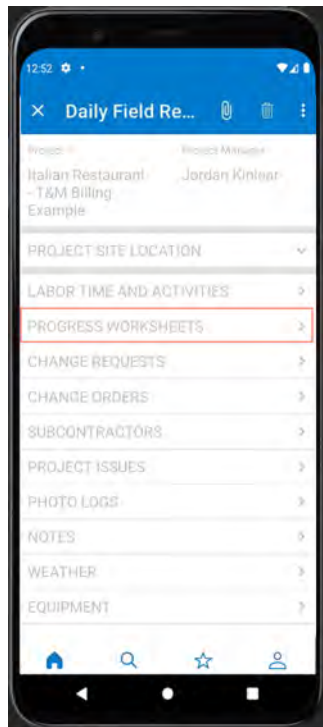 12:52
Daily Field Re...
Project
Project Manager
Italian Restaurant
- T&M Billing
Example
Jordan Kinlear
PROJECT SITE LOCATION
LABOR TIME AND ACTIVITIES
PROGRESS WORKSHEETS
CHANGE REQUESTS
CHANGE ORDERS
SUBCONTRACTORS
PROJECT ISSUES
PHOTO LOGS
NOTES
WEATHER
EQUIPMENT